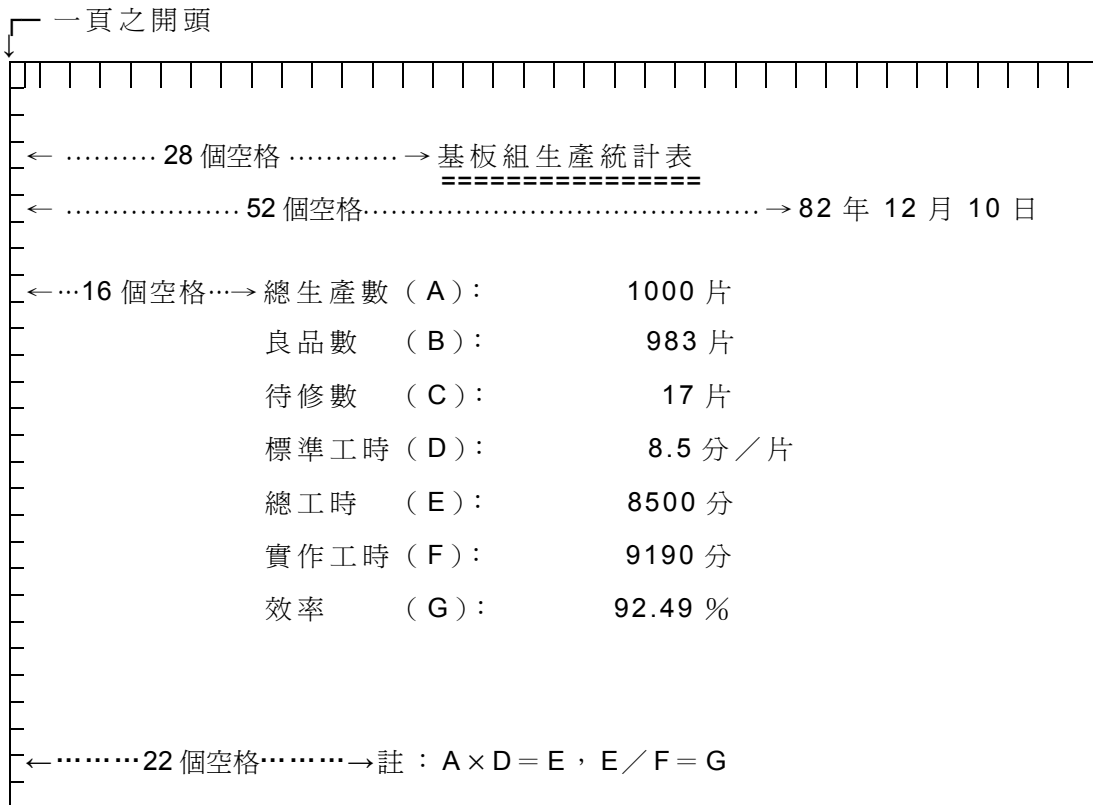 一頁之開頭
← ………. 28 個空格 ………… → 基板組生產統計表
================
← ………………. 52 個空格…………………………………… → 82 年 12 月 10 日
←…16 個空格…→ 總生產數（A）： 1000 片
良品數 （B）： 983 片
待修數 （C）： 17 片
標準工時（D）： 8.5 分／片
總工時 （E）： 8500 分
實作工時（F）： 9190 分
效率 （G）： 92.49 ％
←………22 個空格………→註：A×D＝E，E／F＝G